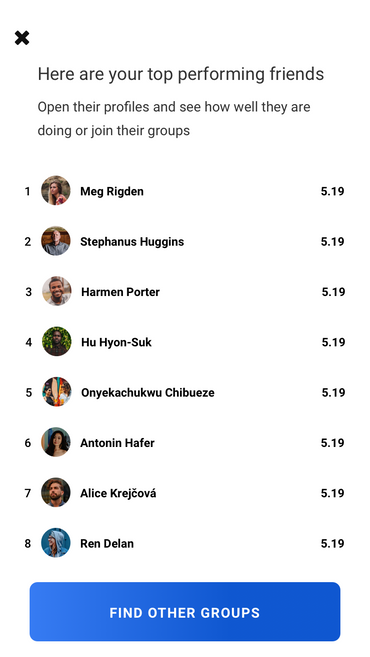 Here are your top performing friends
Open their profiles and see how well they are
doing or join their groups
1 Meg Rigden 5.19
2 Stephanus Huggins 5.19
3 Harmen Porter 5.19
4 Hu Hyon-Suk 5.19
5 Onyekachukwu Chibueze 5.19
6 Antonin Hafer 5.19
7 Alice Krejčová 5.19
8 Ren Delan 5.19
FIND OTHER GROUPS